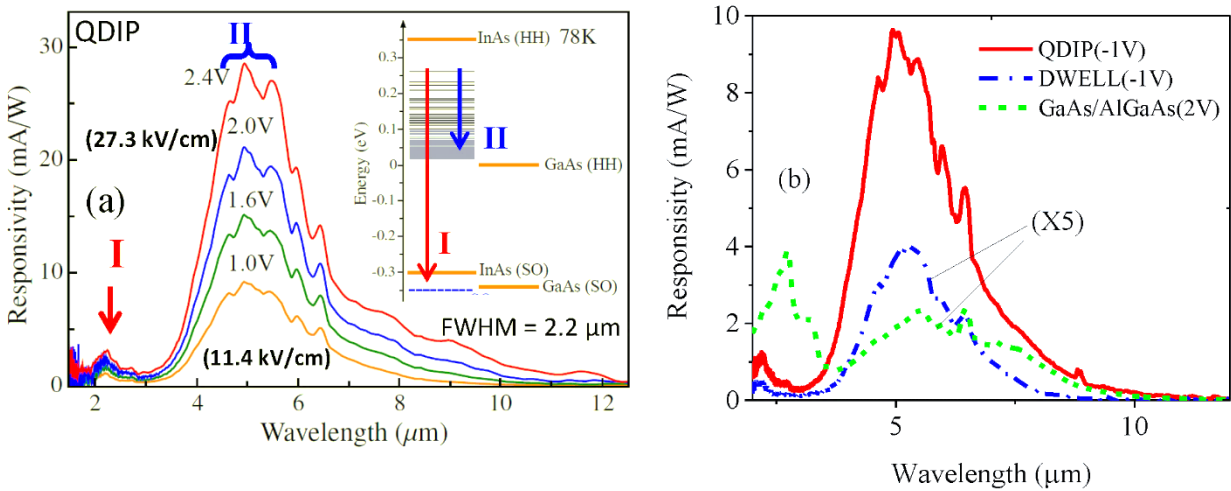 QDIP
II
InAs (HH) 78K
30
2.4V
0.3
(27.3 kV/cm)
2.0V
0.2
II
20
0.1
1.6V
(a)
0.0
GaAs (HH)
Energy (eV)
-0.1
I
1.0V
-0.2
I
10
InAs (SO)
-0.3
GaAs (SO)
FWHM = 2.2 μm
(11.4 kV/cm)
0
2 4 6 8 10 12
Wavelength (μm)
Responsivity (mA/W)
10
QDIP(-1V)
DWELL(-1V)
GaAs/AlGaAs(2V)
8
(b)
6
(X5)
4
2
0
5 10
Wavelength (μm)
Responsisity (mA/W)